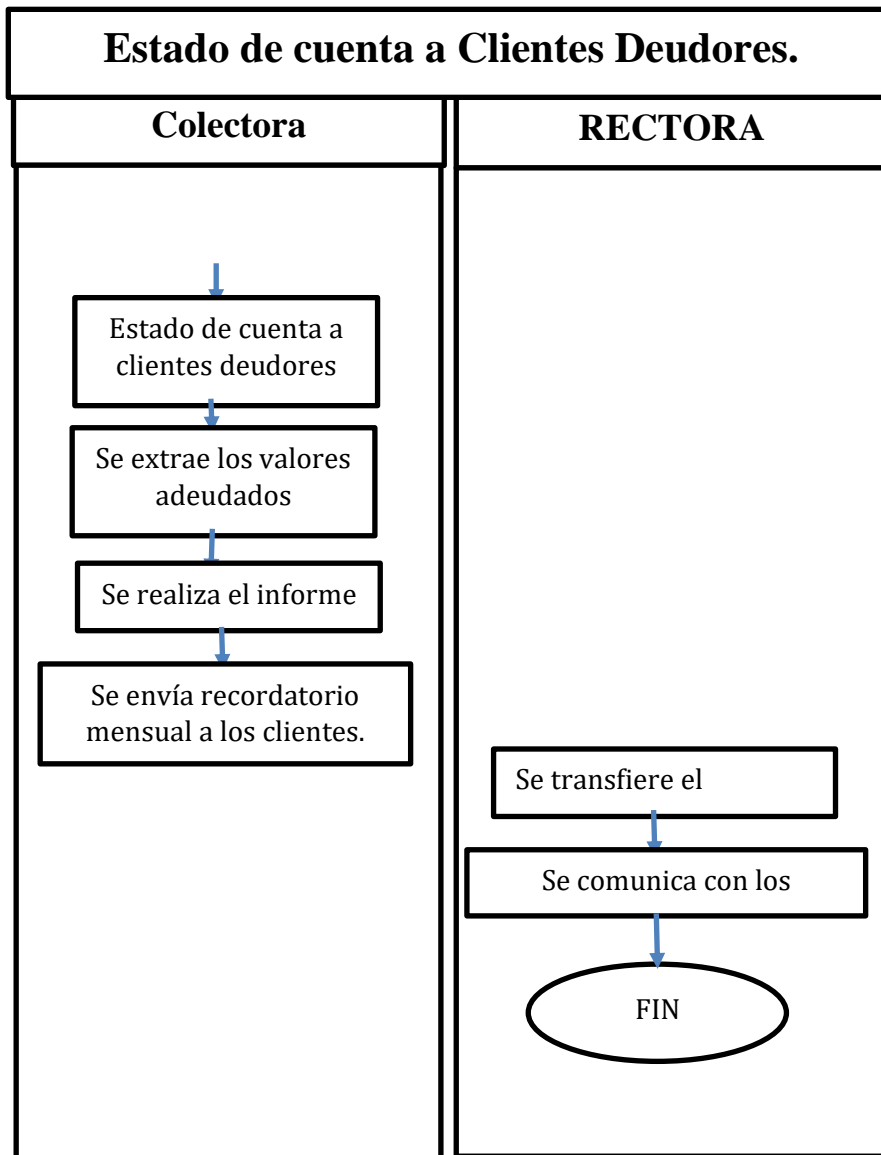 Estado de cuenta a Clientes Deudores.
Colectora
RECTORA
Estado de cuenta a
clientes deudores
Se extrae los valores
adeudados
Se realiza el informe
Se envía recordatorio
mensual a los clientes.
Se transfiere el
Se comunica con los
FIN